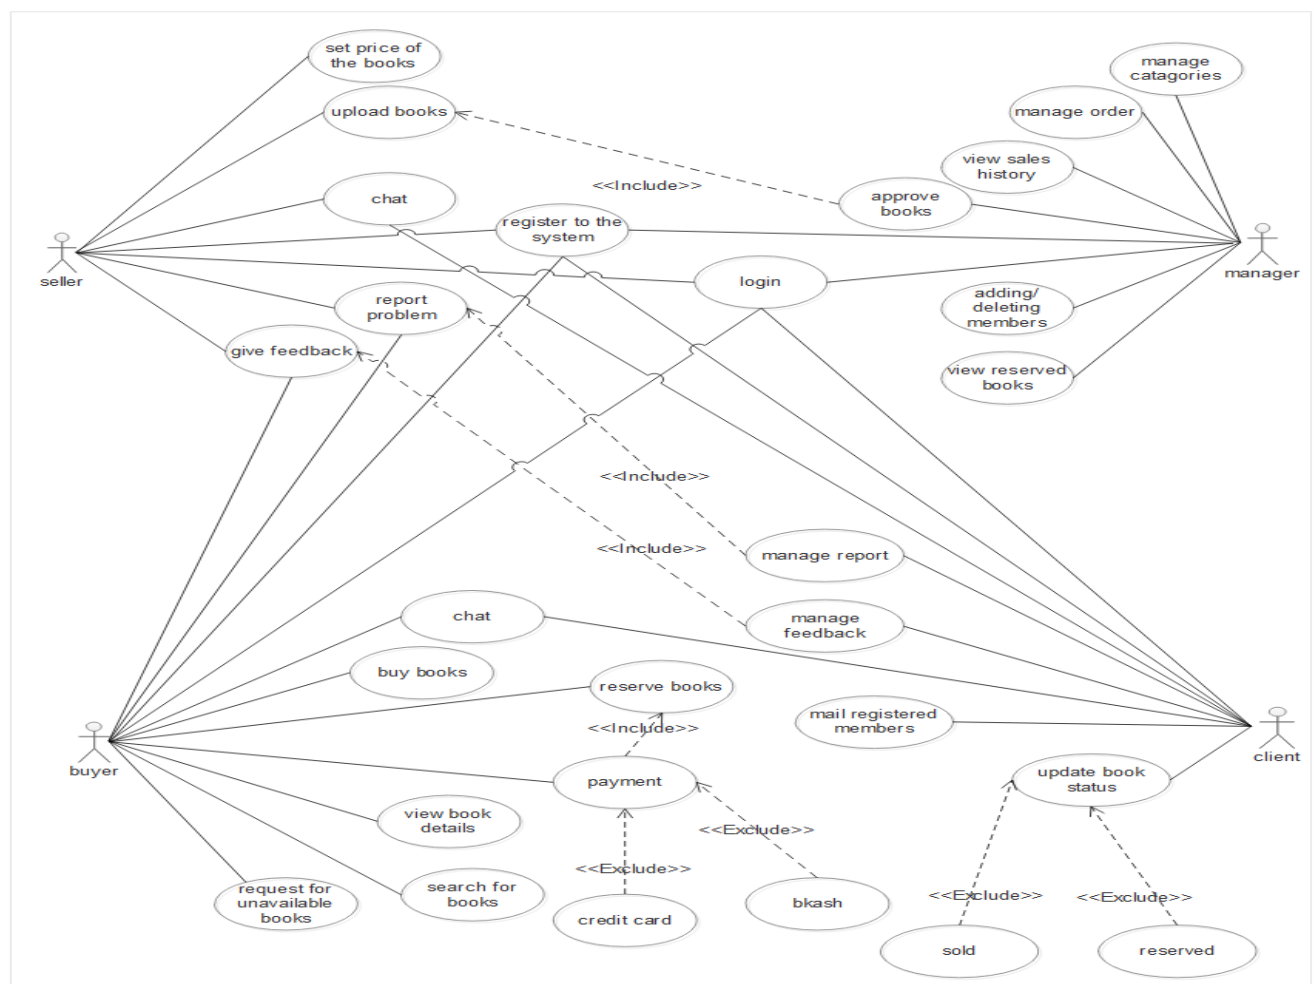 set price of
the books
manage
catagories
upload books
manage order
view sales
history
<<Include>>
approve
books
chat
register to the
system
seller
manager
login
report
problem
adding/
deleting
members
give feedback
view reserved
books
<<Include>>
<<Include>>
manage report
chat
manage
feedback
buy books
reserve books
mail registered
members
<<Include>>
buyer
client
payment
update book
status
view book
details
<<Exclude>>
<<Exclude>>
request for
unavailable
books
search for
books
credit card
bkash
<<Exclude>>
<<Exclude>>
sold
reserved